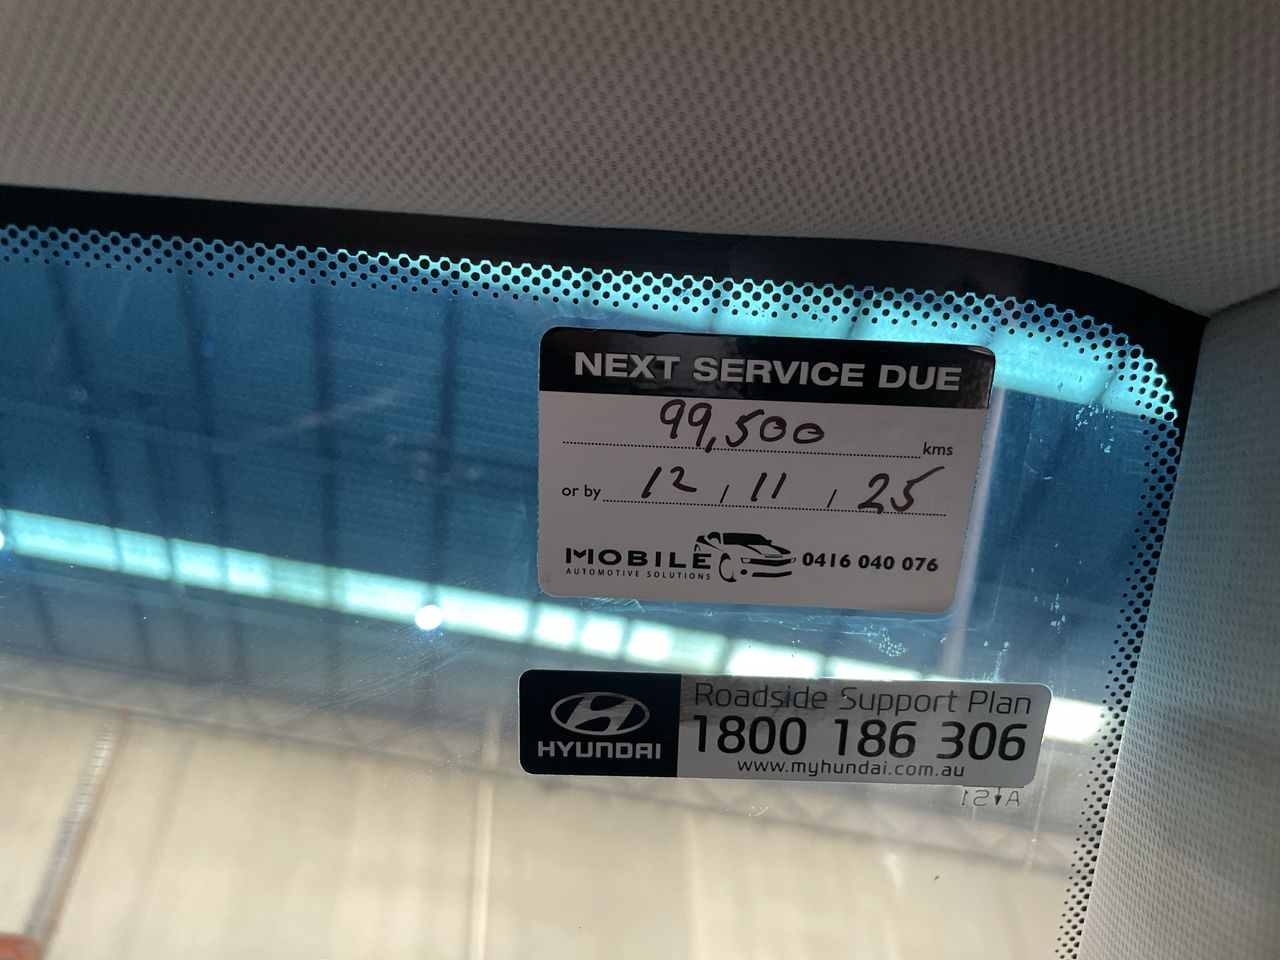 NEXT SERVICE DUE
99,500 kms
or by 12 / 11 / 25
MOBILE 0416 040 076
AUTOMOTIVE SOLUTIONS
Roadside Support Plan
HYUNDAI 1800 186 306
www.myhundai.com.au